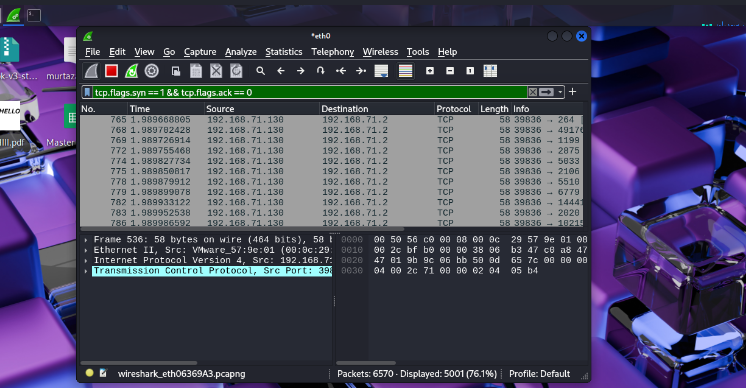 *eth0
File Edit View Go Capture Analyze Statistics Telephony Wireless Tools Help
tcp.flags.syn == 1 && tcp.flags.ack == 0
No. Time Source Destination Protocol Length Info
765 1.989668805 192.168.71.130 192.168.71.2 TCP 58 39836 → 264
768 1.989702428 192.168.71.130 192.168.71.2 TCP 58 39836 → 49176
769 1.989726914 192.168.71.130 192.168.71.2 TCP 58 39836 → 1199
772 1.989755468 192.168.71.130 192.168.71.2 TCP 58 39836 → 2875
774 1.989827734 192.168.71.130 192.168.71.2 TCP 58 39836 → 5033
775 1.989850817 192.168.71.130 192.168.71.2 TCP 58 39836 → 2106
778 1.989879912 192.168.71.130 192.168.71.2 TCP 58 39836 → 5510
779 1.989899078 192.168.71.130 192.168.71.2 TCP 58 39836 → 6779
782 1.989933122 192.168.71.130 192.168.71.2 TCP 58 39836 → 14441
783 1.989952538 192.168.71.130 192.168.71.2 TCP 58 39836 → 2020
786 1.989986592 192.168.71.130 192.168.71.2 TCP 58 39836 → 16215
Frame 536: 58 bytes on wire (464 bits), 58 b
Ethernet II, Src: VMware_57:9e:01 (00:0c:29:
Internet Protocol Version 4, Src: 192.168.71
Transmission Control Protocol, Src Port: 398
0000 00 50 56 c0 00 08 00 0c 29 57 9e 01 08
0010 00 2c bf b0 00 00 38 06 b3 47 c0 a8 47
0020 47 01 9b 9c 06 bb 50 0d 65 7c 00 00 00
0030 04 00 2c 71 00 00 02 04 05 b4
wireshark_eth06369A3.pcapng
Packets: 6570 · Displayed: 5001 (76.1%)
Profile: Default
ok-v3-st...
murtaza
HELLO
llll.pdf
Master